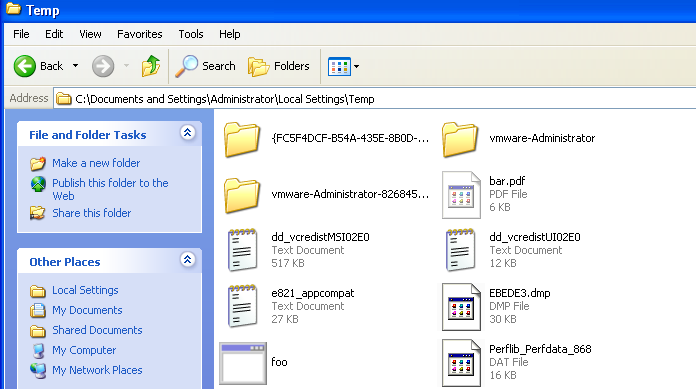 Temp
File Edit View Favorites Tools Help
Back Search Folders
Address C:\Documents and Settings\Administrator\Local Settings\Temp
File and Folder Tasks
Make a new folder
Publish this folder to the
Web
Share this folder
Other Places
Local Settings
My Documents
Shared Documents
My Computer
My Network Places
{FC5F4DCF-B54A-435E-8B0D-...
vmware-Administrator
vmware-Administrator-826845...
bar.pdf
PDF File
6 KB
dd_vcredistMSI02E0
Text Document
517 KB
dd_vcredistUI02E0
Text Document
12 KB
e821_appcompat
Text Document
27 KB
EBEDE3.dmp
DMP File
30 KB
foo
Perflib_Perfdata_868
DAT File
16 KB